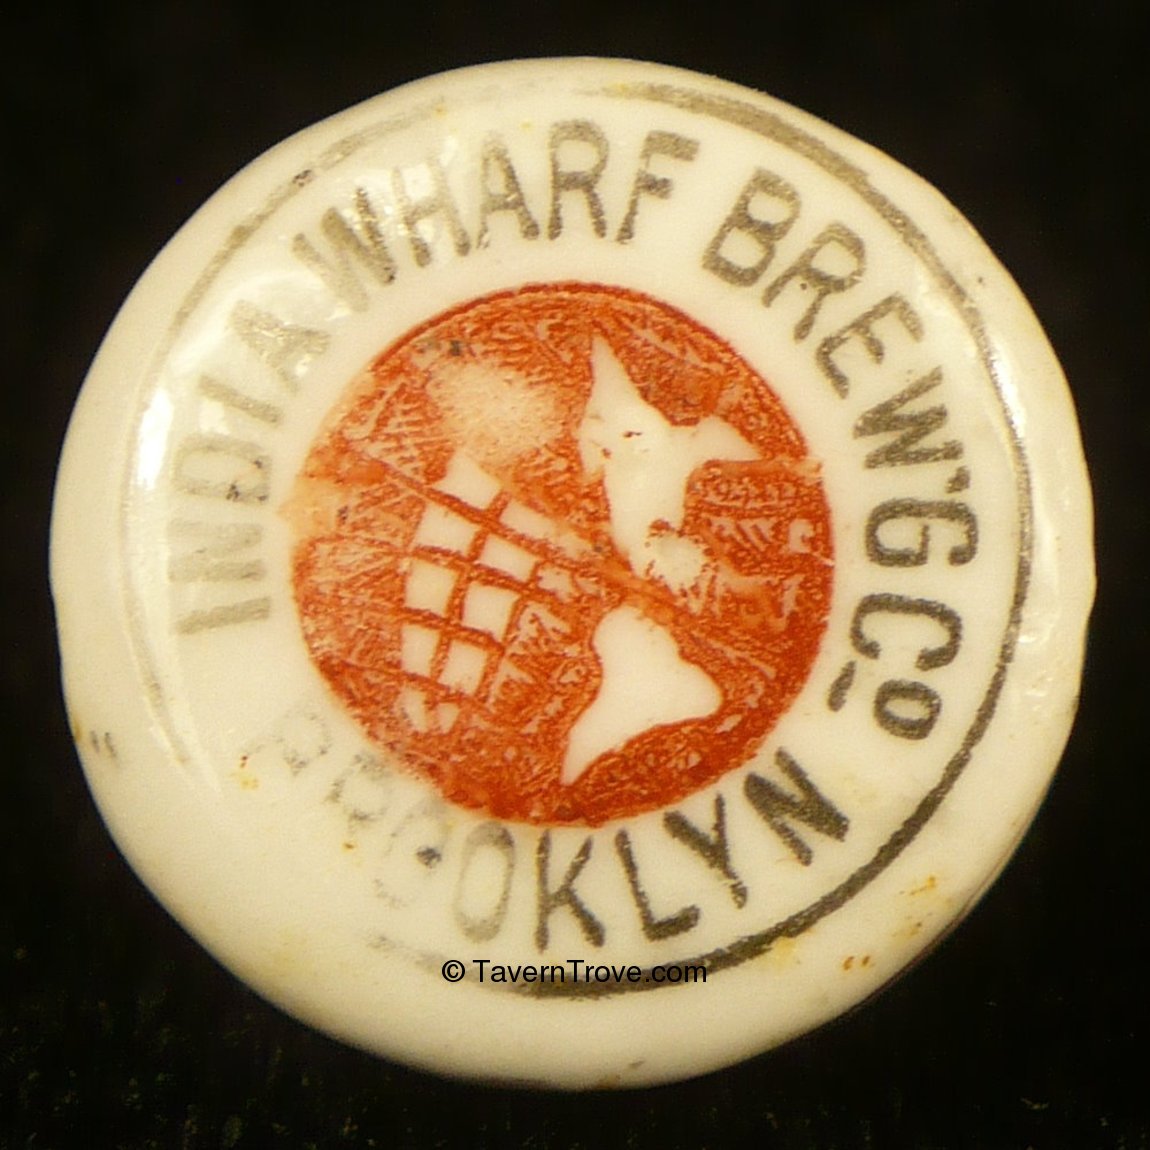 INDIA WHARF BREW'G Co
BROOKLYN
© TavernTrove.com